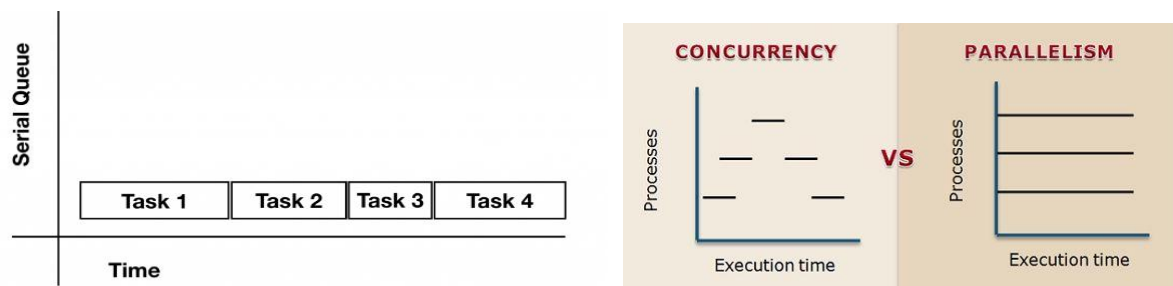 Serial Queue
Task 1
Task 2
Task 3
Task 4
Time
CONCURRENCY
Processes
Execution time
VS
PARALLELISM
Processes
Execution time